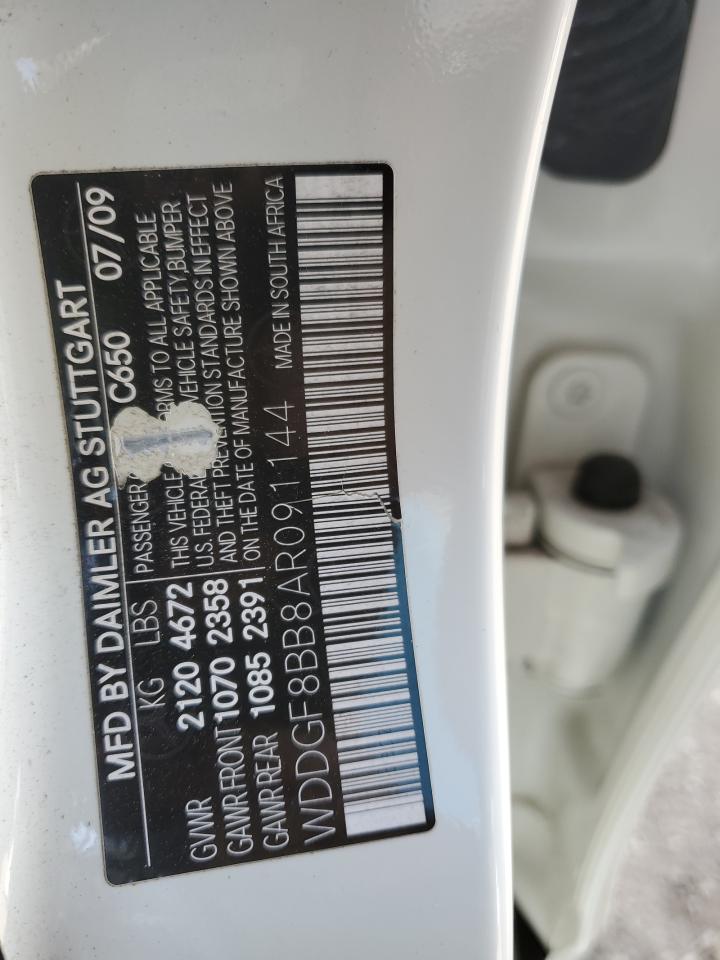 MFD BY DAIMLER AG STUTTGART
C650 07/09
KG LBS PASSENGER
GVWR 2120 4672 THIS VEHICLE TO ALL APPLICABLE
GAWR FRONT 1070 2358 U.S. VEHICLE SAFETY, BUMPER
GAWR REAR 1085 2391 AND THEFT PREVENTION STANDARDS IN EFFECT
ON THE DATE OF MANUFACTURE SHOWN ABOVE
WDDGF8BB8AR091144 MADE IN SOUTH AFRICA